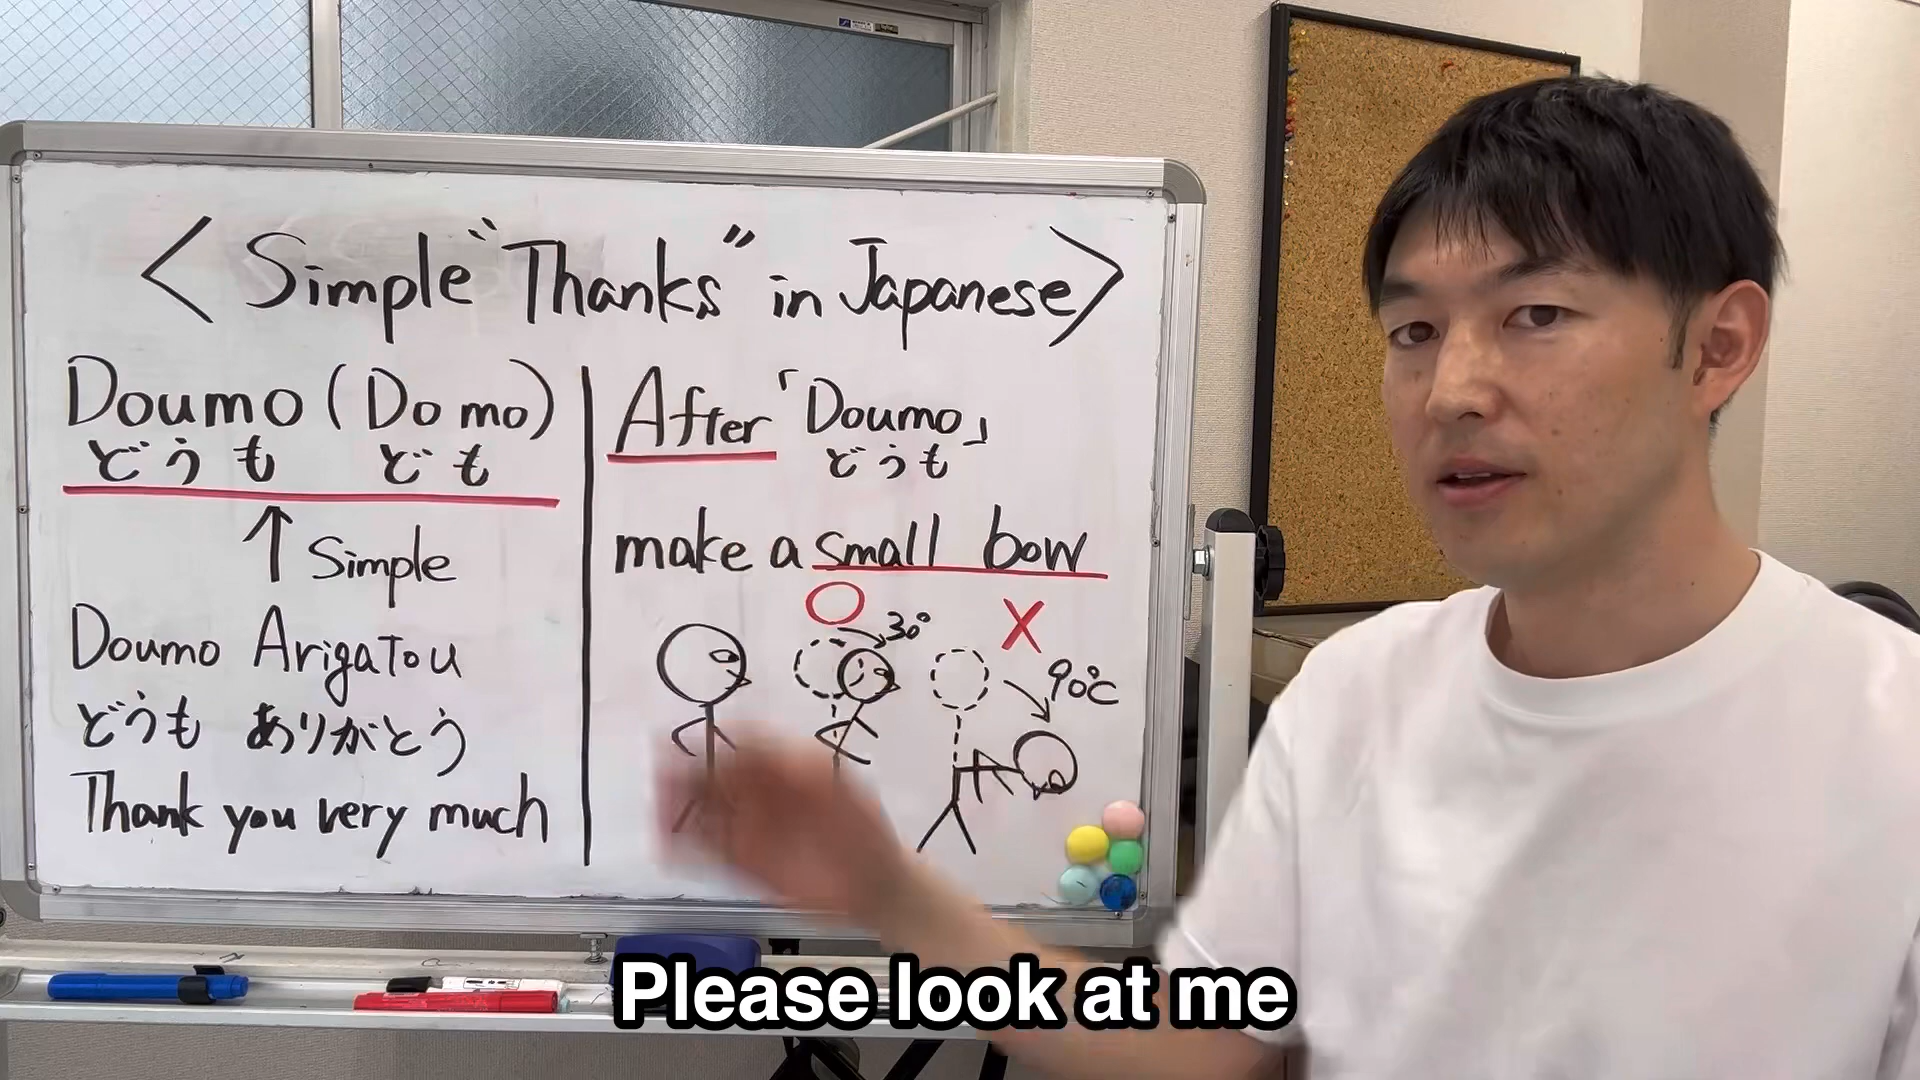 < Simple "Thanks" in Japanese >
Doumo (Do mo)
どうも ども
↑ Simple
Doumo Arigatou
どうも ありがとう
Thank you very much
After 「Doumo」
どうも
make a small bow
○ X
30°
90℃
Please look at me